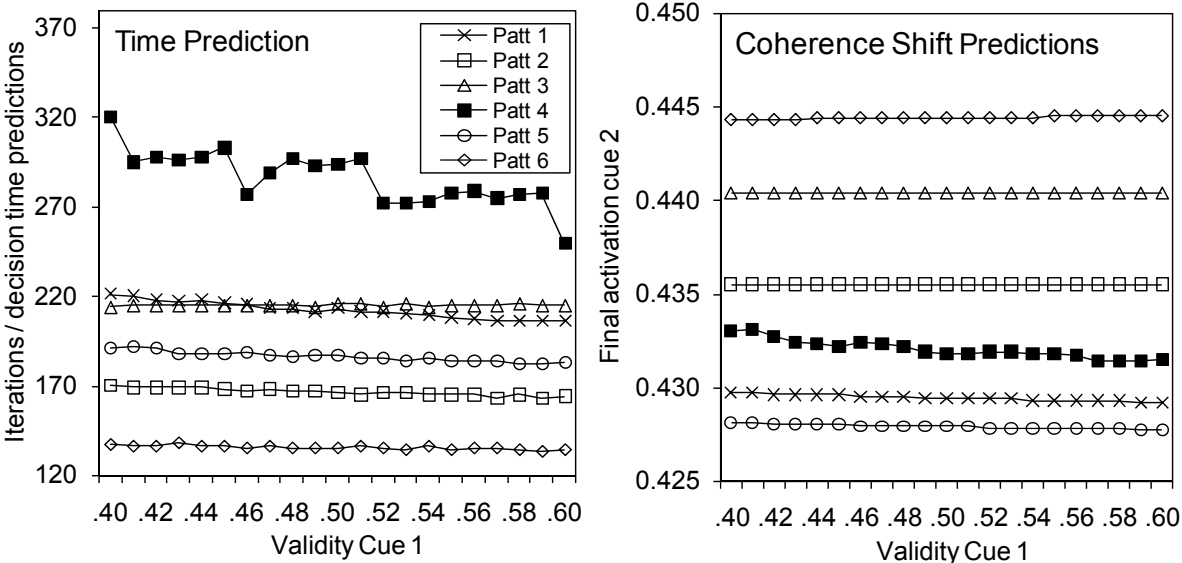 Time Prediction
Iterations / decision time predictions
370
320
270
220
170
120
Patt 1
Patt 2
Patt 3
Patt 4
Patt 5
Patt 6
.40 .42 .44 .46 .48 .50 .52 .54 .56 .58 .60
Validity Cue 1
Coherence Shift Predictions
Final activation cue 2
0.450
0.445
0.440
0.435
0.430
0.425
.40 .42 .44 .46 .48 .50 .52 .54 .56 .58 .60
Validity Cue 1